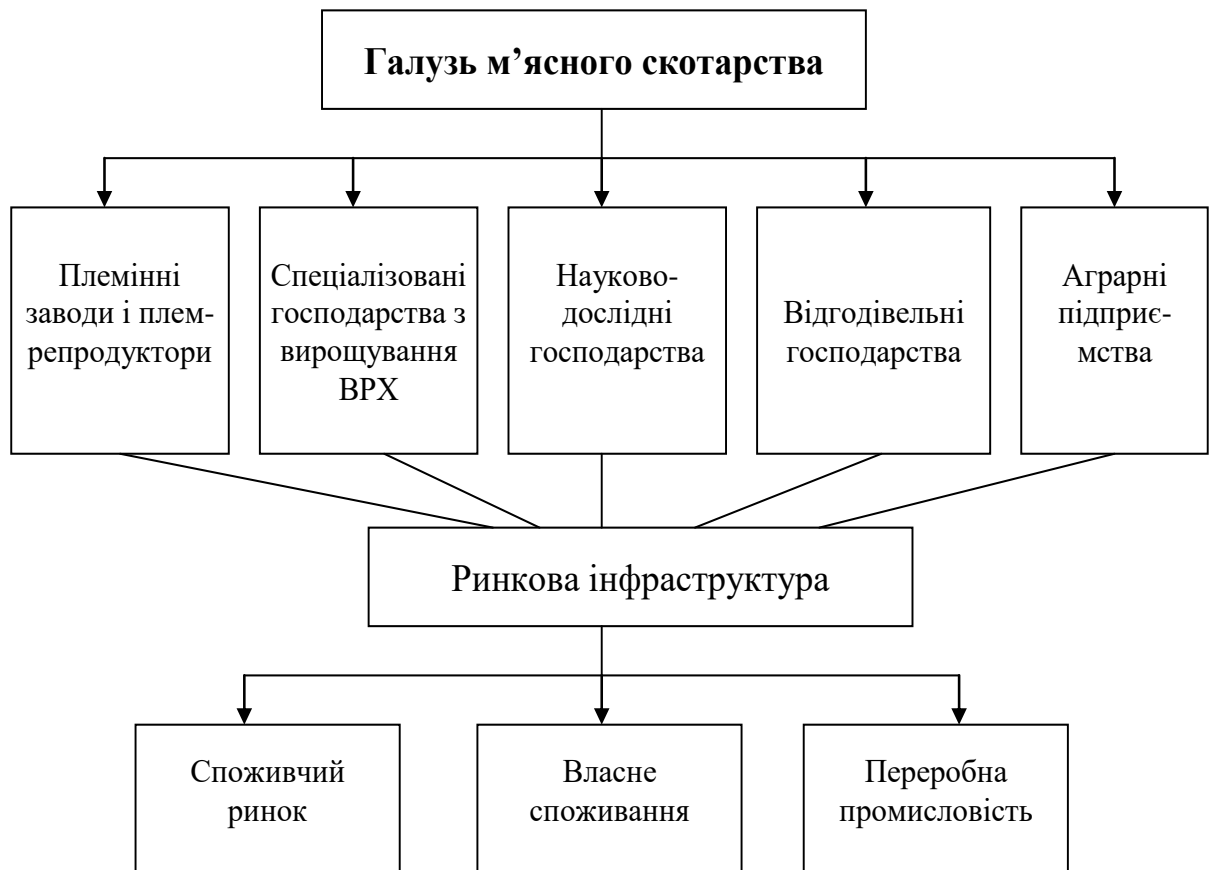 Галузь м’ясного скотарства
Племінні
заводи і плем-
репродуктори
Спеціалізовані
господарства з
вирощування
ВРХ
Науково-
дослідні
господарства
Відгодівельні
господарства
Аграрні
підприє-
мства
Ринкова інфраструктура
Споживчий
ринок
Власне
споживання
Переробна
промисловість